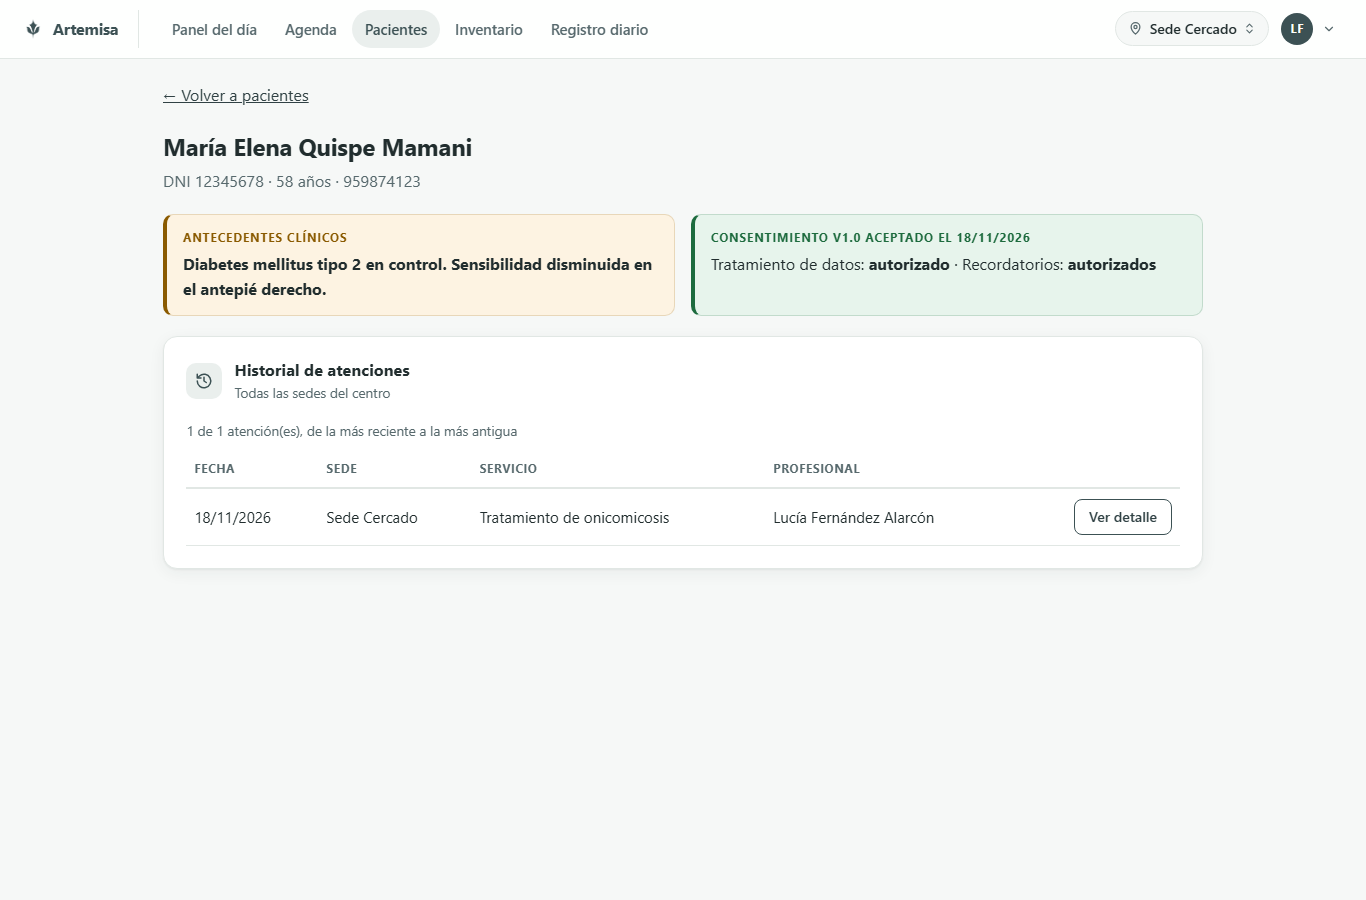 Artemisa
Panel del día
Agenda
Pacientes
Inventario
Registro diario
Sede Cercado
LF
← Volver a pacientes
María Elena Quispe Mamani
DNI 12345678 · 58 años · 959874123
ANTECEDENTES CLÍNICOS
Diabetes mellitus tipo 2 en control. Sensibilidad disminuida en
el antepié derecho.
CONSENTIMIENTO V1.0 ACEPTADO EL 18/11/2026
Tratamiento de datos: autorizado · Recordatorios: autorizados
Historial de atenciones
Todas las sedes del centro
1 de 1 atención(es), de la más reciente a la más antigua
FECHA SEDE SERVICIO PROFESIONAL
18/11/2026 Sede Cercado Tratamiento de onicomicosis Lucía Fernández Alarcón Ver detalle